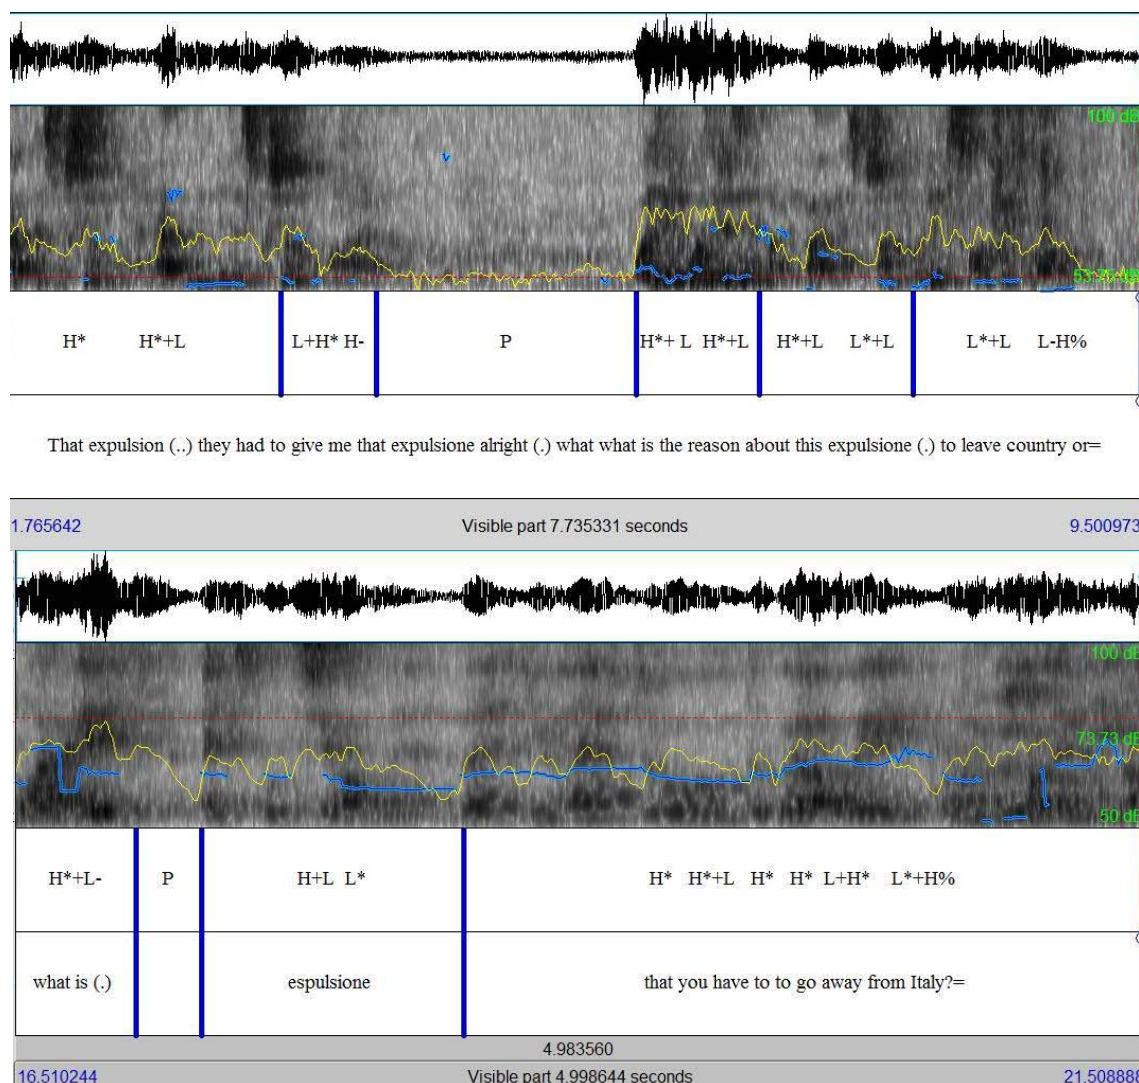 100 dB
53.75 dB
H* H*+L L+H* H- P H*+ L H*+L H*+L L*+L L*+L L-H%
That expulsion (..) they had to give me that expulsione alright (.) what what is the reason about this expulsione (.) to leave country or=
1.765642 Visible part 7.735331 seconds 9.500973
100 dB
73.73 dB
50 dB
H*+L- P H+L L* H* H*+L H* H* L+H* L*+H%
what is (.) espulsione that you have to to go away from Italy?=
4.983560
16.510244 Visible part 4.998644 seconds 21.508888